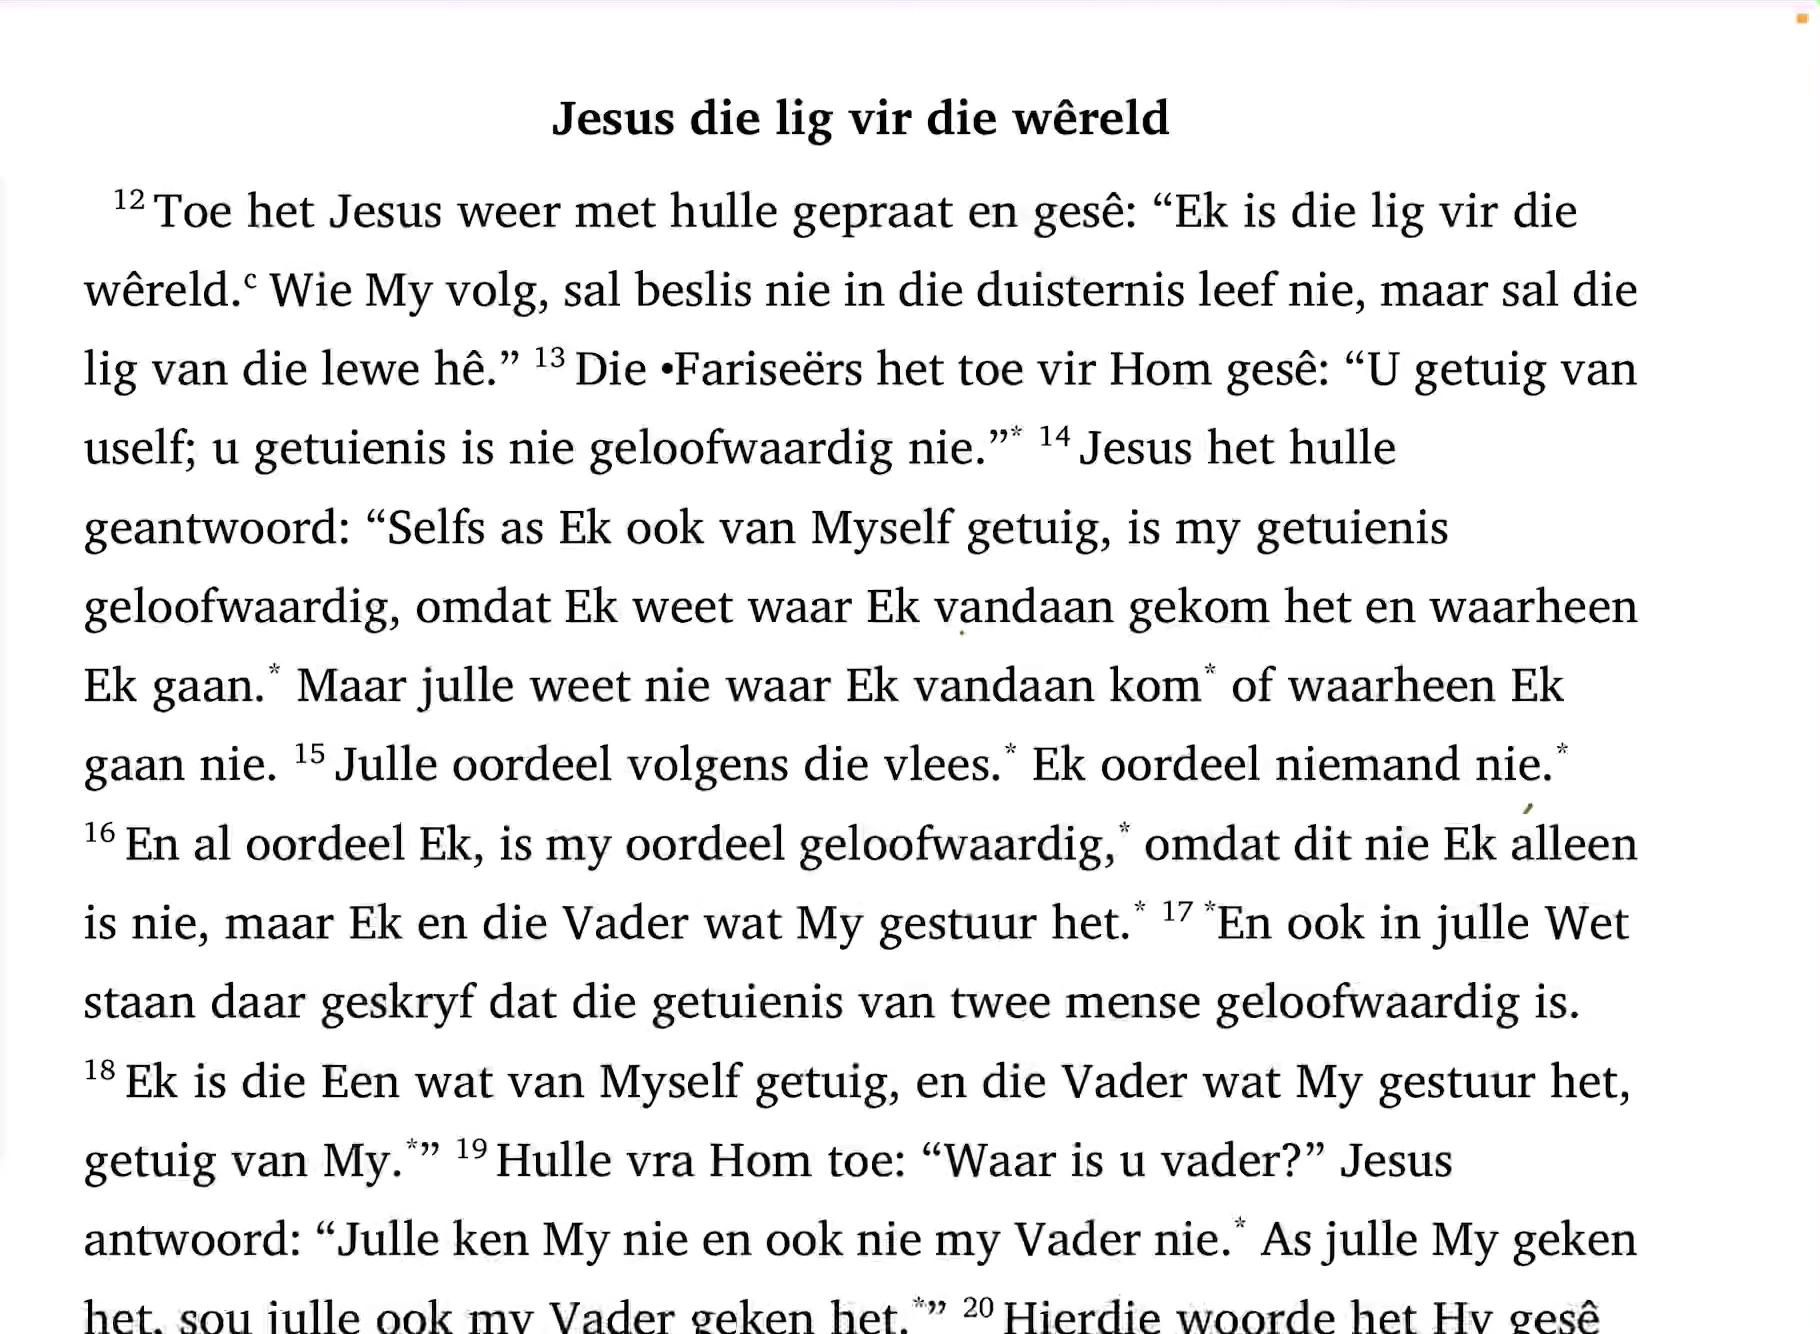 Jesus die lig vir die wêreld
12 Toe het Jesus weer met hulle gepraat en gesê: “Ek is die lig vir die
wêreld.c Wie My volg, sal beslis nie in die duisternis leef nie, maar sal die
lig van die lewe hê.” 13 Die •Fariseërs het toe vir Hom gesê: “U getuig van
uself; u getuienis is nie geloofwaardig nie.”* 14 Jesus het hulle
geantwoord: “Selfs as Ek ook van Myself getuig, is my getuienis
geloofwaardig, omdat Ek weet waar Ek vandaan gekom het en waarheen
Ek gaan.* Maar julle weet nie waar Ek vandaan kom* of waarheen Ek
gaan nie. 15 Julle oordeel volgens die vlees.* Ek oordeel niemand nie.*
16 En al oordeel Ek, is my oordeel geloofwaardig,* omdat dit nie Ek alleen
is nie, maar Ek en die Vader wat My gestuur het.* 17 *En ook in julle Wet
staan daar geskryf dat die getuienis van twee mense geloofwaardig is.
18 Ek is die Een wat van Myself getuig, en die Vader wat My gestuur het,
getuig van My.*” 19 Hulle vra Hom toe: “Waar is u vader?” Jesus
antwoord: “Julle ken My nie en ook nie my Vader nie.* As julle My geken
het, sou julle ook my Vader geken het.*” 20 Hierdie woorde het Hy gesê